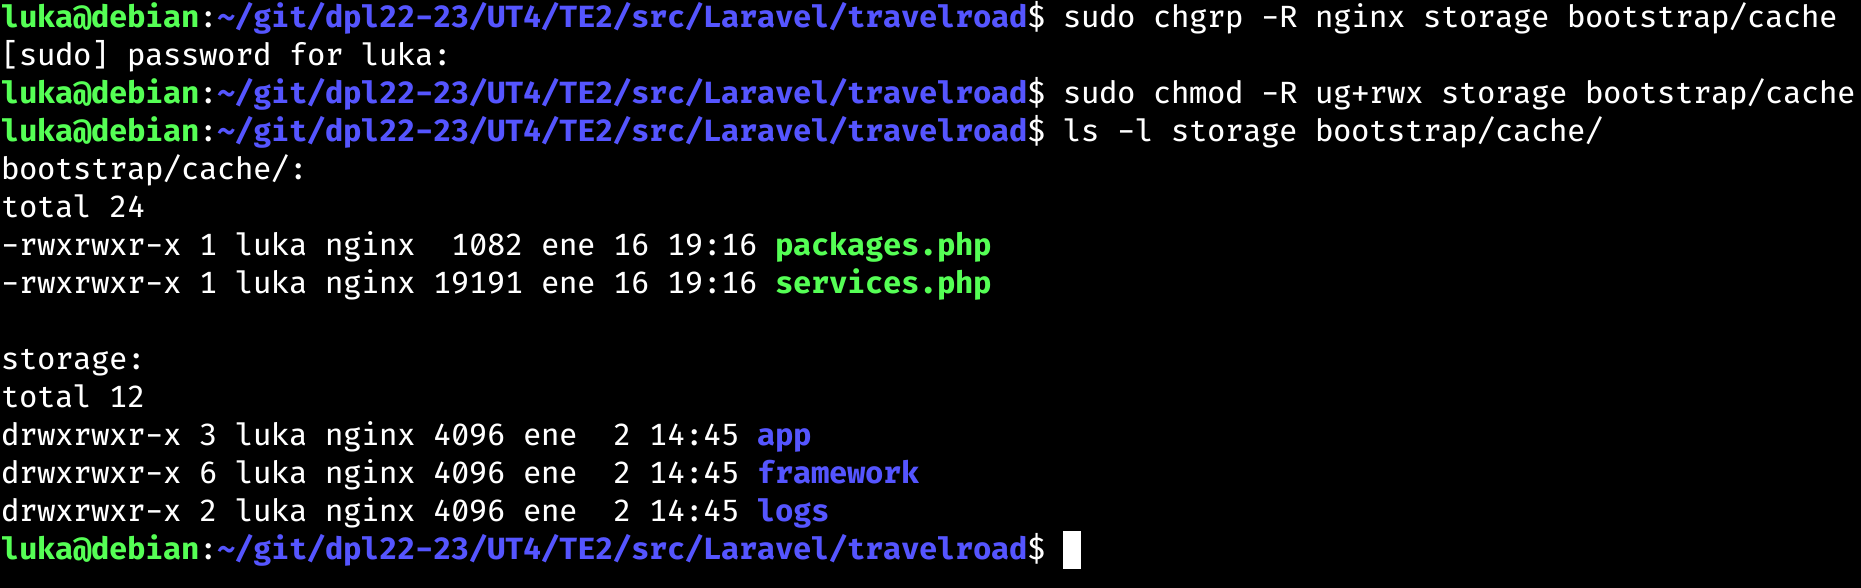 luka@debian:~/git/dpl22-23/UT4/TE2/src/Laravel/travelroad$ sudo chgrp -R nginx storage bootstrap/cache
[sudo] password for luka:
luka@debian:~/git/dpl22-23/UT4/TE2/src/Laravel/travelroad$ sudo chmod -R ug+rwx storage bootstrap/cache
luka@debian:~/git/dpl22-23/UT4/TE2/src/Laravel/travelroad$ ls -l storage bootstrap/cache/
bootstrap/cache/:
total 24
-rwxrwxr-x 1 luka nginx  1082 ene 16 19:16 packages.php
-rwxrwxr-x 1 luka nginx 19191 ene 16 19:16 services.php

storage:
total 12
drwxrwxr-x 3 luka nginx 4096 ene  2 14:45 app
drwxrwxr-x 6 luka nginx 4096 ene  2 14:45 framework
drwxrwxr-x 2 luka nginx 4096 ene  2 14:45 logs
luka@debian:~/git/dpl22-23/UT4/TE2/src/Laravel/travelroad$